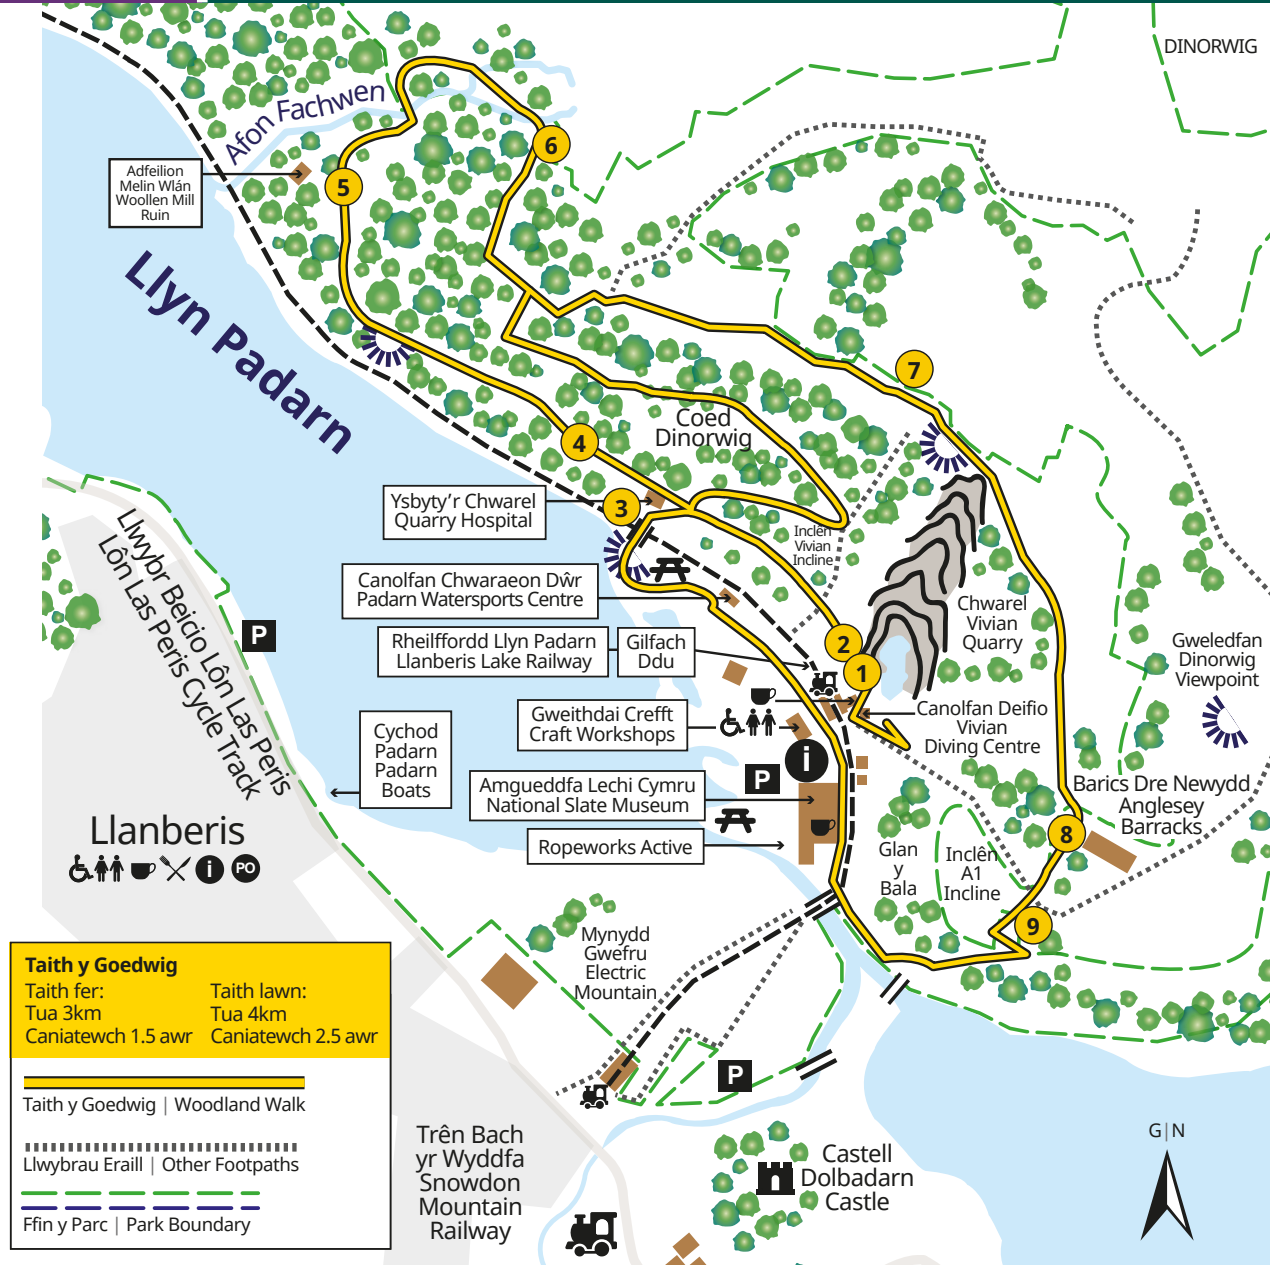 DINORWIG
Afon Fachwen
6
5
Adfeilion
Melin Wlân
Woollen Mill
Ruin
Llyn Padarn
7
Coed
Dinorwig
4
Ysbyty'r Chwarel
Quarry Hospital
3
Inclên
Vivian
Incline
Canolfan Chwaraeon Dŵr
Padarn Watersports Centre
Chwarel
Vivian
Quarry
Llwybr Beicio Lôn Las Peris
Lôn Las Peris Cycle Track
P
Rheilffordd Llyn Padarn
Llanberis Lake Railway
Gilfach
Ddu
2
1
Gweledfan
Dinorwig
Viewpoint
Gweithdai Crefft
Craft Workshops
Canolfan Deifio
Vivian
Diving Centre
Cychod
Padarn
Padarn
Boats
i
P
Amgueddfa Lechi Cymru
National Slate Museum
Barics Dre Newydd
Anglesey
Barracks
Llanberis
i
PO
Ropeworks Active
8
Glan
y
Bala
Inclên
A1
Incline
9
Mynydd
Gwefru
Electric
Mountain
Taith y Goedwig
Taith fer:
Tua 3km
Caniatewch 1.5 awr
Taith lawn:
Tua 4km
Caniatewch 2.5 awr
Taith y Goedwig | Woodland Walk
Llwybrau Eraill | Other Footpaths
Ffin y Parc | Park Boundary
P
Trên Bach
yr Wyddfa
Snowdon
Mountain
Railway
Castell
Dolbadarn
Castle
G|N